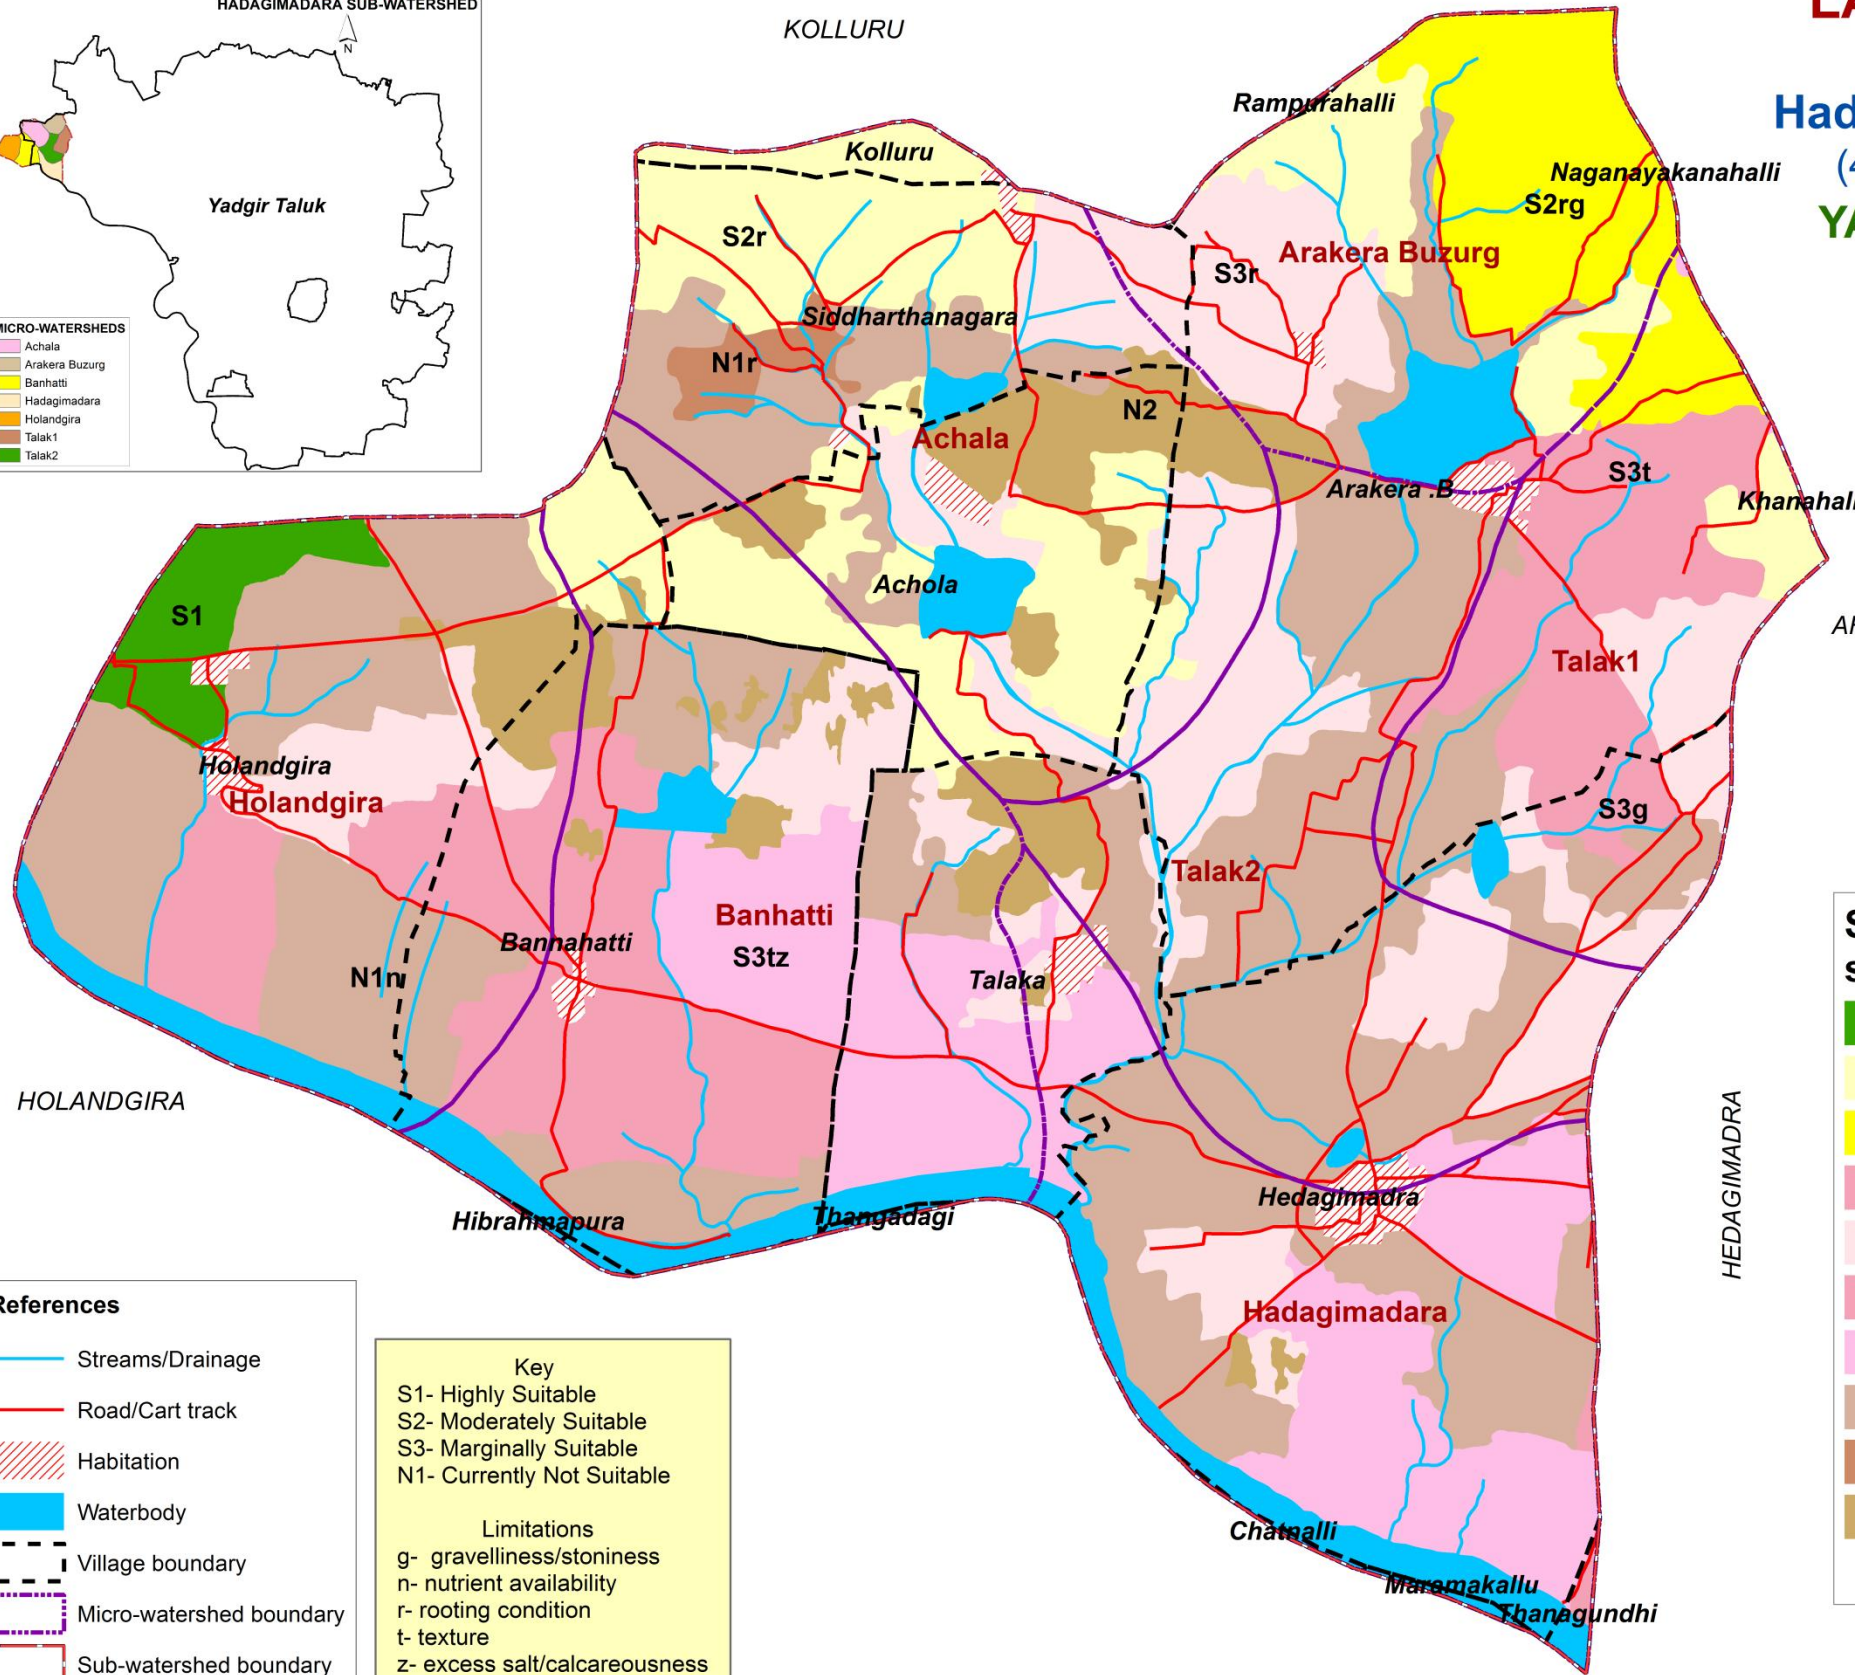 HADAGIMADARA SUB-WATERSHED
N
Yadgir Taluk
MICRO-WATERSHEDS
Achala
Arakera Buzurg
Banhatti
Hadagimadara
Holandgira
Talak1
Talak2
KOLLURU
Rampurahalli
Kolluru
Naganayakanahalli
S2rg
S2r
Arakera Buzurg
S3r
Siddharthanagara
N1r
N2
Achala
S3t
Arakera .B
Achola
S1
Talak1
Holandgira
Holandgira
S3g
Talak2
Banhatti
Bannahatti
S3tz
N1n
Talaka
HOLANDGIRA
HEDAGIMADRA
Hedagimadra
Hibrahmapura
Thangadagi
Hadagimadara
Chatnalli
Maramakallu
Thanagundhi
References
Streams/Drainage
Road/Cart track
Habitation
Waterbody
Village boundary
Micro-watershed boundary
Sub-watershed boundary
Key
S1- Highly Suitable
S2- Moderately Suitable
S3- Marginally Suitable
N1- Currently Not Suitable
Limitations
g- gravelliness/stoniness
n- nutrient availability
r- rooting condition
t- texture
z- excess salt/calcareousness